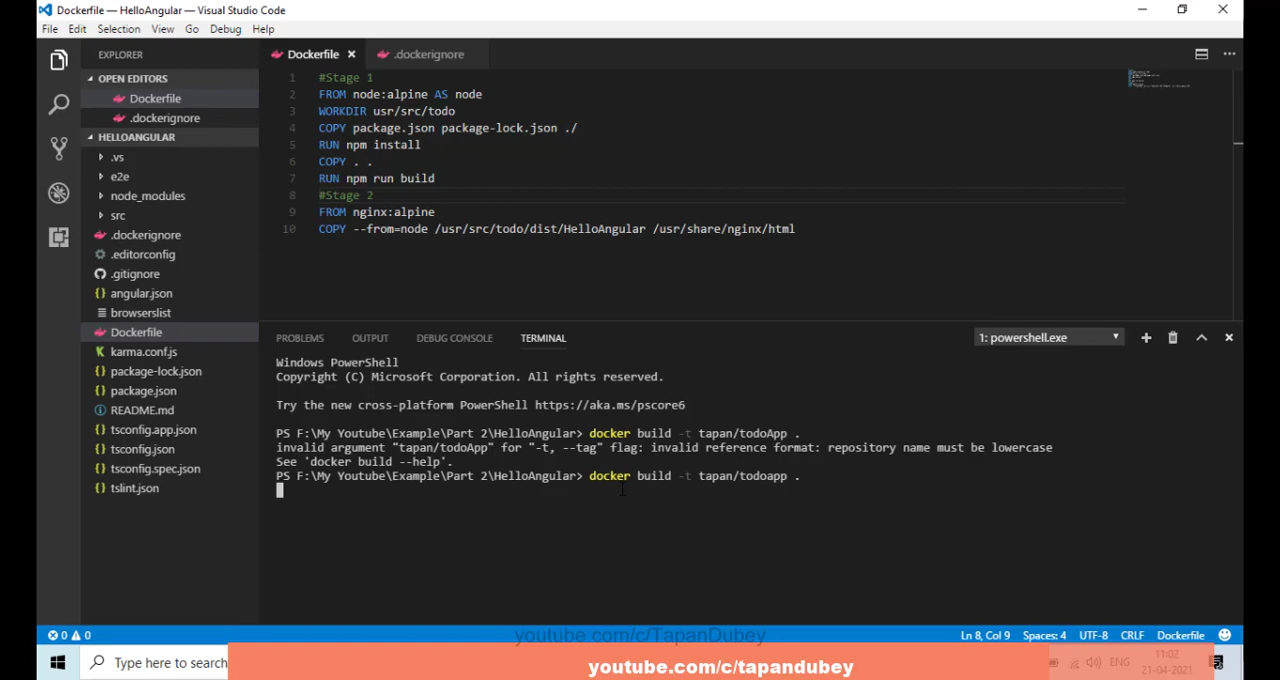 Dockerfile — HelloAngular — Visual Studio Code
File Edit Selection View Go Debug Help
EXPLORER
Dockerfile
.dockerignore
OPEN EDITORS
Dockerfile
.dockerignore
HELLOANGULAR
.vs
e2e
node_modules
src
.dockerignore
.editorconfig
.gitignore
angular.json
browserslist
Dockerfile
karma.conf.js
package-lock.json
package.json
README.md
tsconfig.app.json
tsconfig.json
tsconfig.spec.json
tslint.json
1 #Stage 1
2 FROM node:alpine AS node
3 WORKDIR usr/src/todo
4 COPY package.json package-lock.json ./
5 RUN npm install
6 COPY . .
7 RUN npm run build
8 #Stage 2
9 FROM nginx:alpine
10 COPY --from=node /usr/src/todo/dist/HelloAngular /usr/share/nginx/html
PROBLEMS OUTPUT DEBUG CONSOLE TERMINAL 1: powershell.exe
Windows PowerShell
Copyright (C) Microsoft Corporation. All rights reserved.
Try the new cross-platform PowerShell https://aka.ms/pscore6
PS F:\My Youtube\Example\Part 2\HelloAngular> docker build -t tapan/todoApp .
invalid argument "tapan/todoApp" for "-t, --tag" flag: invalid reference format: repository name must be lowercase
See 'docker build --help'.
PS F:\My Youtube\Example\Part 2\HelloAngular> docker build -t tapan/todoapp .
0 0
youtube.com/c/TapanDubey
Ln 8, Col 9 Spaces: 4 UTF-8 CRLF Dockerfile
Type here to search
youtube.com/c/tapandubey
ENG
11:02
21-04-2021